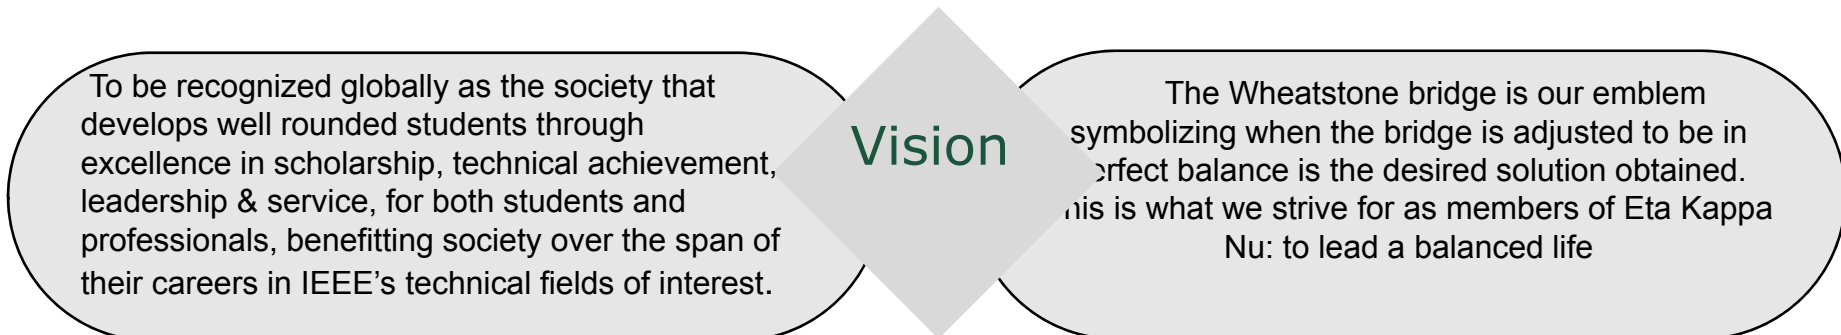 To be recognized globally as the society that
develops well rounded students through
excellence in scholarship, technical achievement,
leadership & service, for both students and
professionals, benefitting society over the span of
their careers in IEEE’s technical fields of interest.
Vision
The Wheatstone bridge is our emblem
symbolizing when the bridge is adjusted to be in
balance is the desired solution obtained.
is what we strive for as members of Eta Kappa
Nu: to lead a balanced life